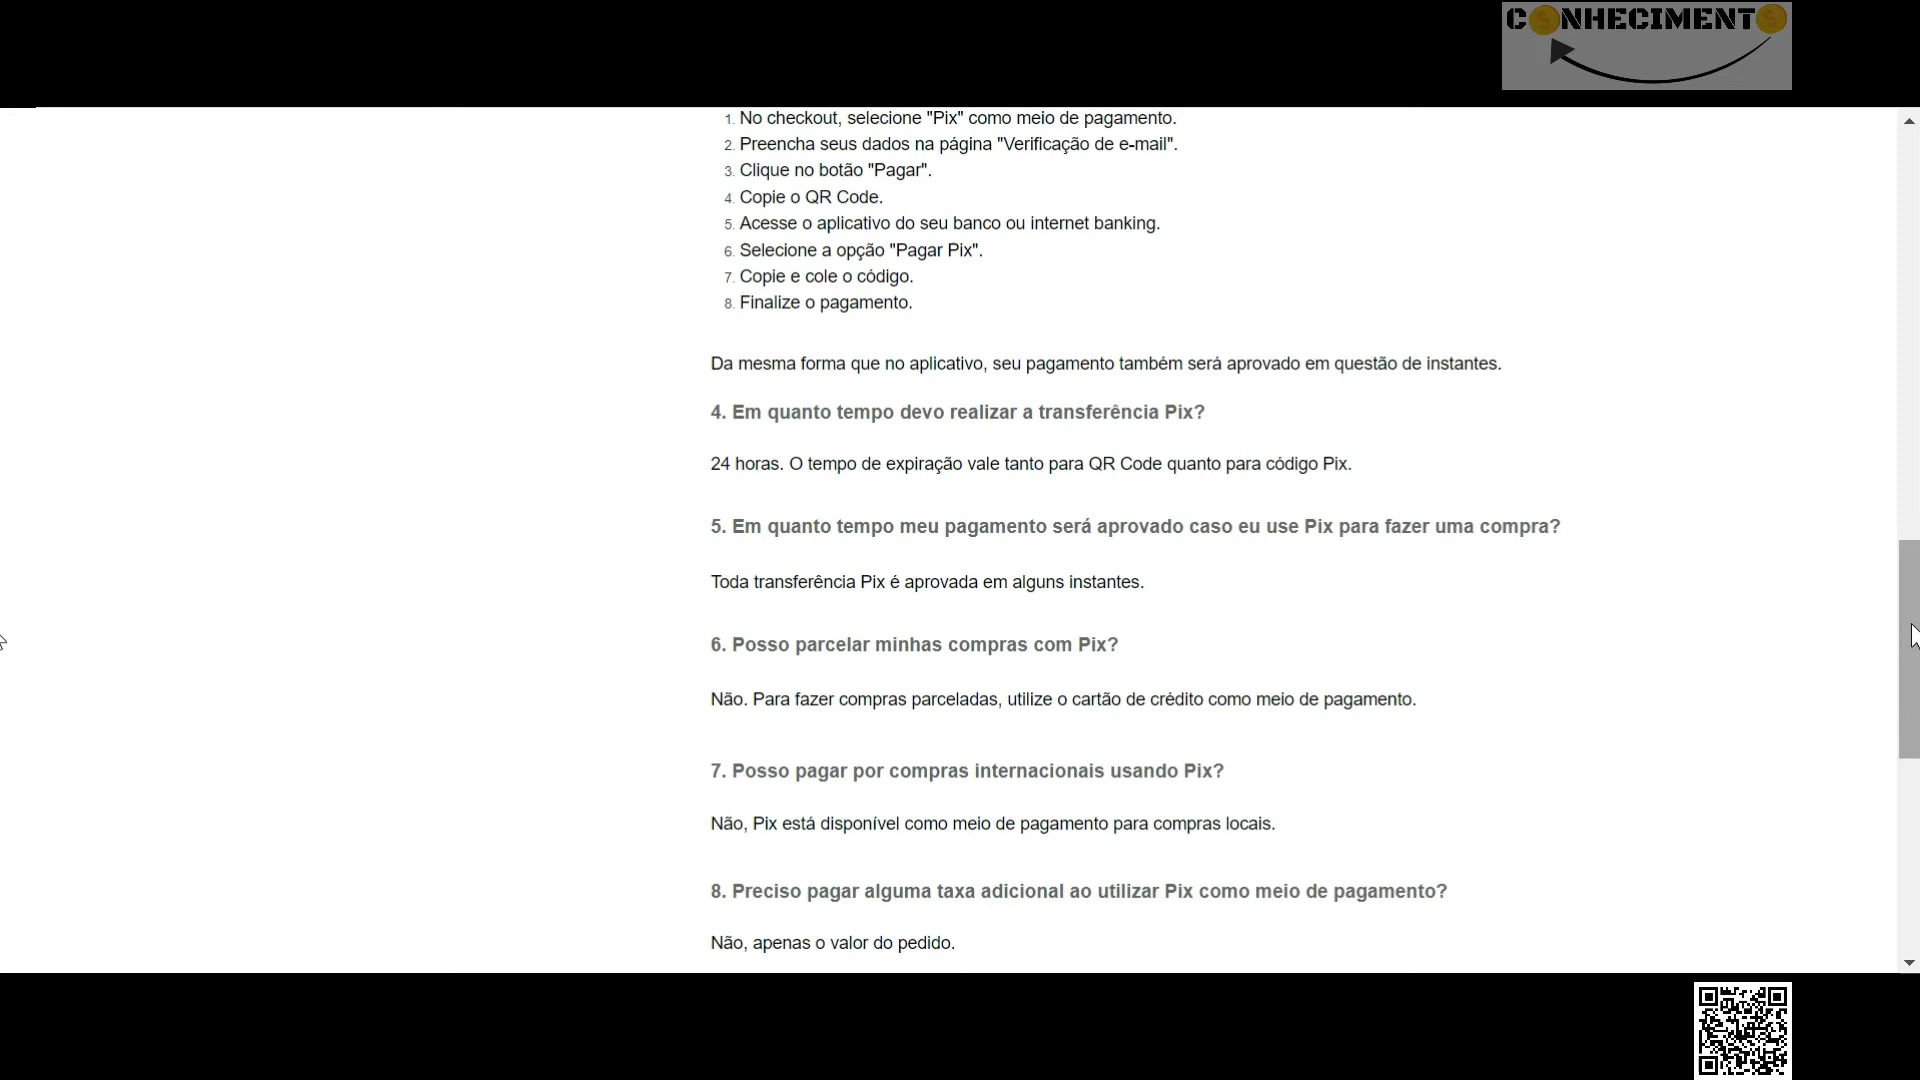 CONHECIMENTO
1. No checkout, selecione "Pix" como meio de pagamento.
2. Preencha seus dados na página "Verificação de e-mail".
3. Clique no botão "Pagar".
4. Copie o QR Code.
5. Acesse o aplicativo do seu banco ou internet banking.
6. Selecione a opção "Pagar Pix".
7. Copie e cole o código.
8. Finalize o pagamento.
Da mesma forma que no aplicativo, seu pagamento também será aprovado em questão de instantes.
4. Em quanto tempo devo realizar a transferência Pix?
24 horas. O tempo de expiração vale tanto para QR Code quanto para código Pix.
5. Em quanto tempo meu pagamento será aprovado caso eu use Pix para fazer uma compra?
Toda transferência Pix é aprovada em alguns instantes.
6. Posso parcelar minhas compras com Pix?
Não. Para fazer compras parceladas, utilize o cartão de crédito como meio de pagamento.
7. Posso pagar por compras internacionais usando Pix?
Não, Pix está disponível como meio de pagamento para compras locais.
8. Preciso pagar alguma taxa adicional ao utilizar Pix como meio de pagamento?
Não, apenas o valor do pedido.